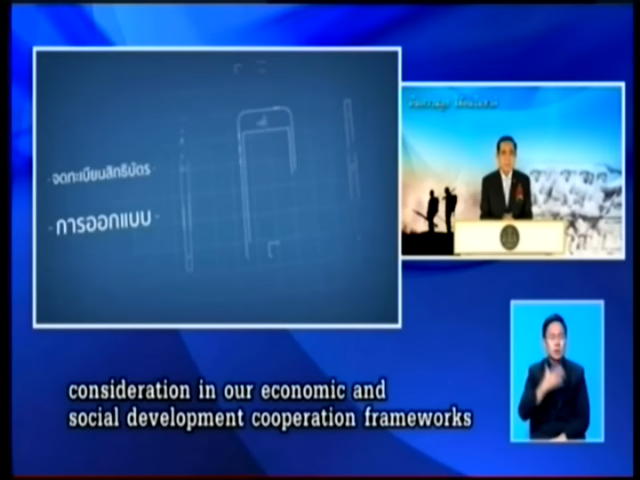 จดทะเบียนสิทธิบัตร
การออกแบบ
consideration in our economic and
social development cooperation frameworks